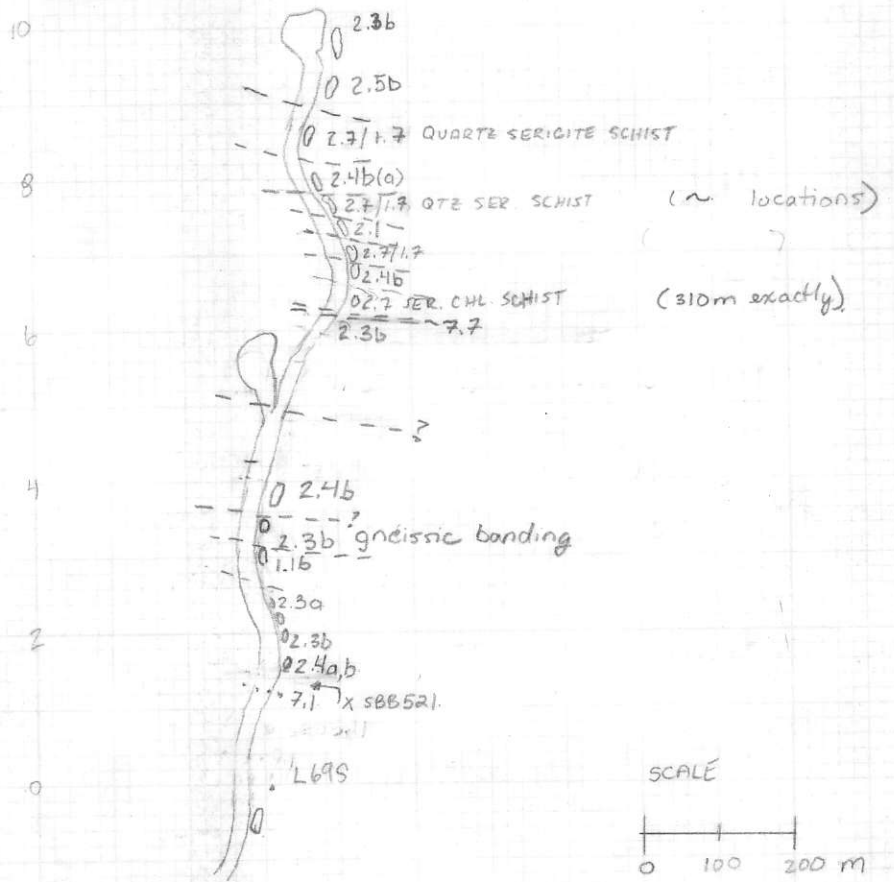 10
2.3b
2.5b
2.7/1.7 QUARTZ SERICITE SCHIST
8
2.4b(a)
2.7/1.7 QTZ SER. SCHIST (~ locations)
2.1
2.7/1.7
2.4b
2.7 SER. CHL. SCHIST (310m exactly)
~7.7
6
2.3b
?
4
2.4b
?
2.3b gneissic banding
1.1b
2.3a
2
2.3b
2.4a,b
7.1 X SBB521.
L69S
0
SCALE
0 100 200 m